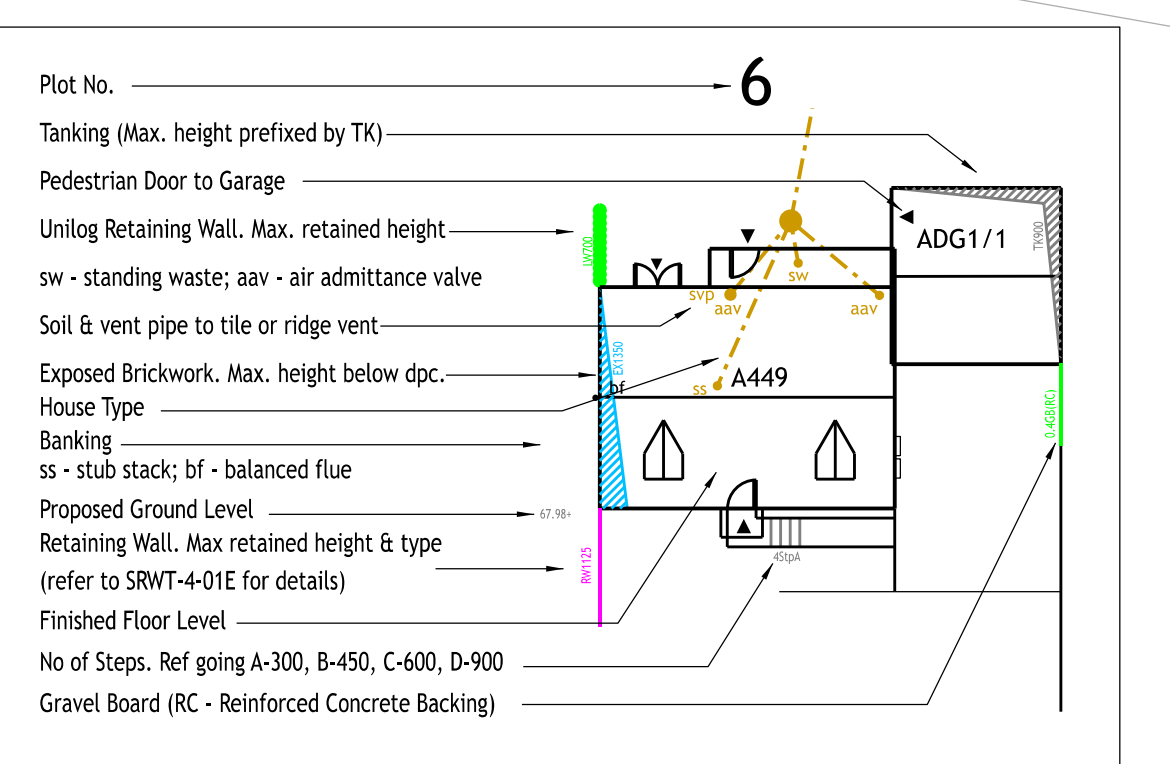 Plot No.
6
Tanking (Max. height prefixed by TK)
Pedestrian Door to Garage
Unilog Retaining Wall. Max. retained height
sw - standing waste; aav - air admittance valve
Soil & vent pipe to tile or ridge vent
Exposed Brickwork. Max. height below dpc.
House Type
Banking
ss - stub stack; bf - balanced flue
Proposed Ground Level
67.98+
Retaining Wall. Max retained height & type
(refer to SRWT-4-01E for details)
Finished Floor Level
No of Steps. Ref going A-300, B-450, C-600, D-900
Gravel Board (RC - Reinforced Concrete Backing)
LW700
ADG1/1
TK900
sw
svp
aav
aav
EX1350
bf
ss
A449
0.4GB(RC)
RW1125
4StpA